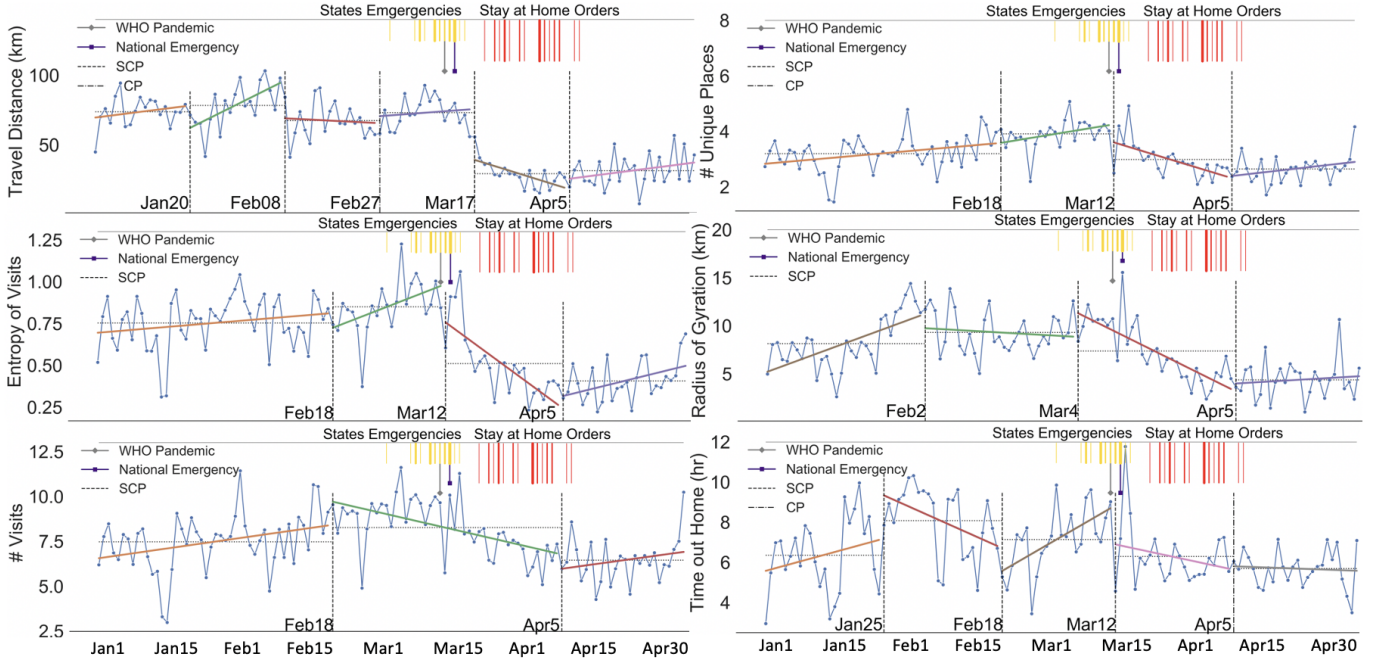 States Emgergencies Stay at Home Orders
Travel Distance (km)
WHO Pandemic
National Emergency
SCP
CP
100
50
Jan20 Feb08 Feb27 Mar17 Apr5
States Emgergencies Stay at Home Orders
# Unique Places
8
6
4
2
WHO Pandemic
National Emergency
SCP
CP
Feb18 Mar12 Apr5
States Emgergencies Stay at Home Orders
Entropy of Visits
1.25
1.00
0.75
0.50
0.25
WHO Pandemic
National Emergency
SCP
Feb18 Mar12 Apr5
States Emgergencies Stay at Home Orders
Radius of Gyration (km)
20
15
10
5
WHO Pandemic
National Emergency
SCP
Feb2 Mar4 Apr5
States Emgergencies Stay at Home Orders
# Visits
12.5
10.0
7.5
5.0
2.5
WHO Pandemic
National Emergency
SCP
Feb18 Apr5
Jan1 Jan15 Feb1 Feb15 Mar1 Mar15 Apr1 Apr15 Apr30
States Emgergencies Stay at Home Orders
Time out Home (hr)
12
10
8
6
4
WHO Pandemic
National Emergency
SCP
CP
Jan25 Feb18 Mar12 Apr5
Jan1 Jan15 Feb1 Feb15 Mar1 Mar15 Apr1 Apr15 Apr30